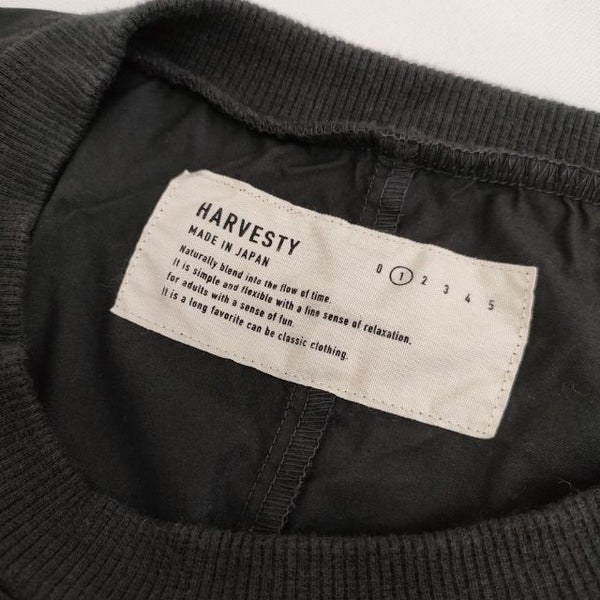 HARVESTY
MADE IN JAPAN
0 1 2 3 4 5
Naturally blend into the flow of time.
It is simple and flexible with a fine sense of relaxation.
for adults with a sense of fun.
It is a long favorite can be classic clothing.